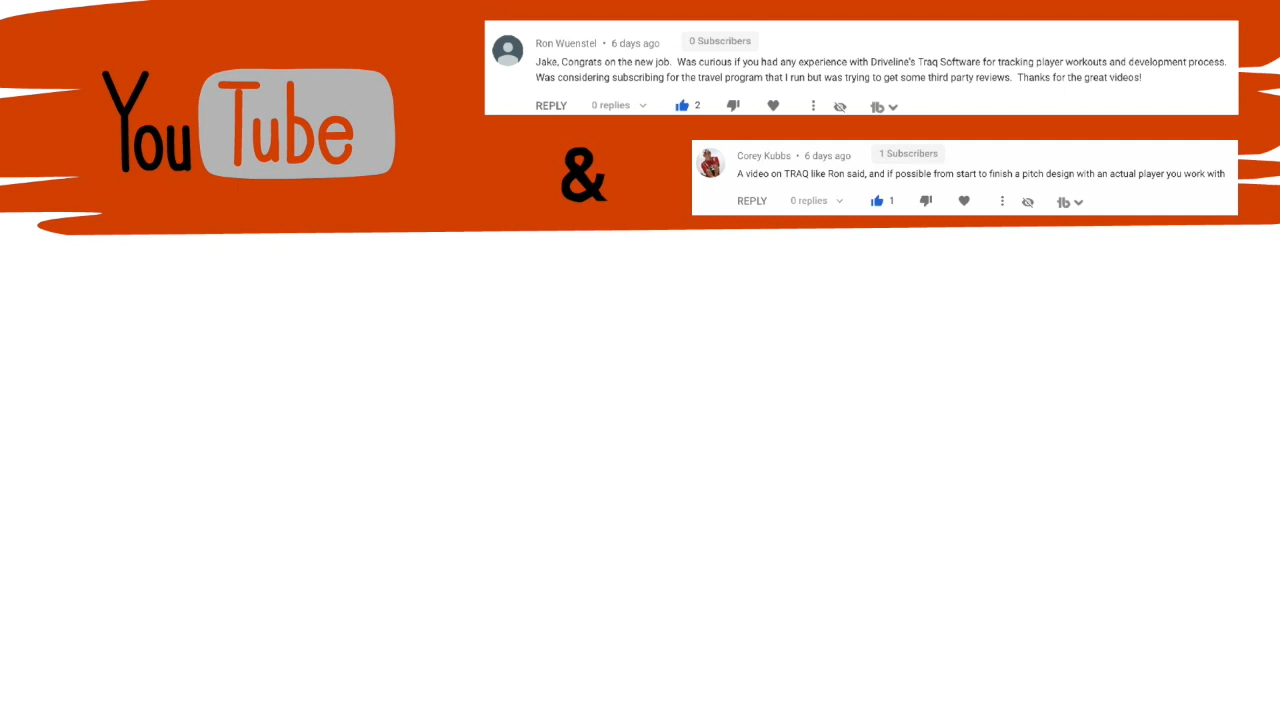 You Tube
Ron Wuenstel • 6 days ago 0 Subscribers
Jake, Congrats on the new job. Was curious if you had any experience with Driveline's Traq Software for tracking player workouts and development process.
Was considering subscribing for the travel program that I run but was trying to get some third party reviews. Thanks for the great videos!
REPLY 0 replies 2
&
Corey Kubbs • 6 days ago 1 Subscribers
A video on TRAQ like Ron said, and if possible from start to finish a pitch design with an actual player you work with
REPLY 0 replies 1